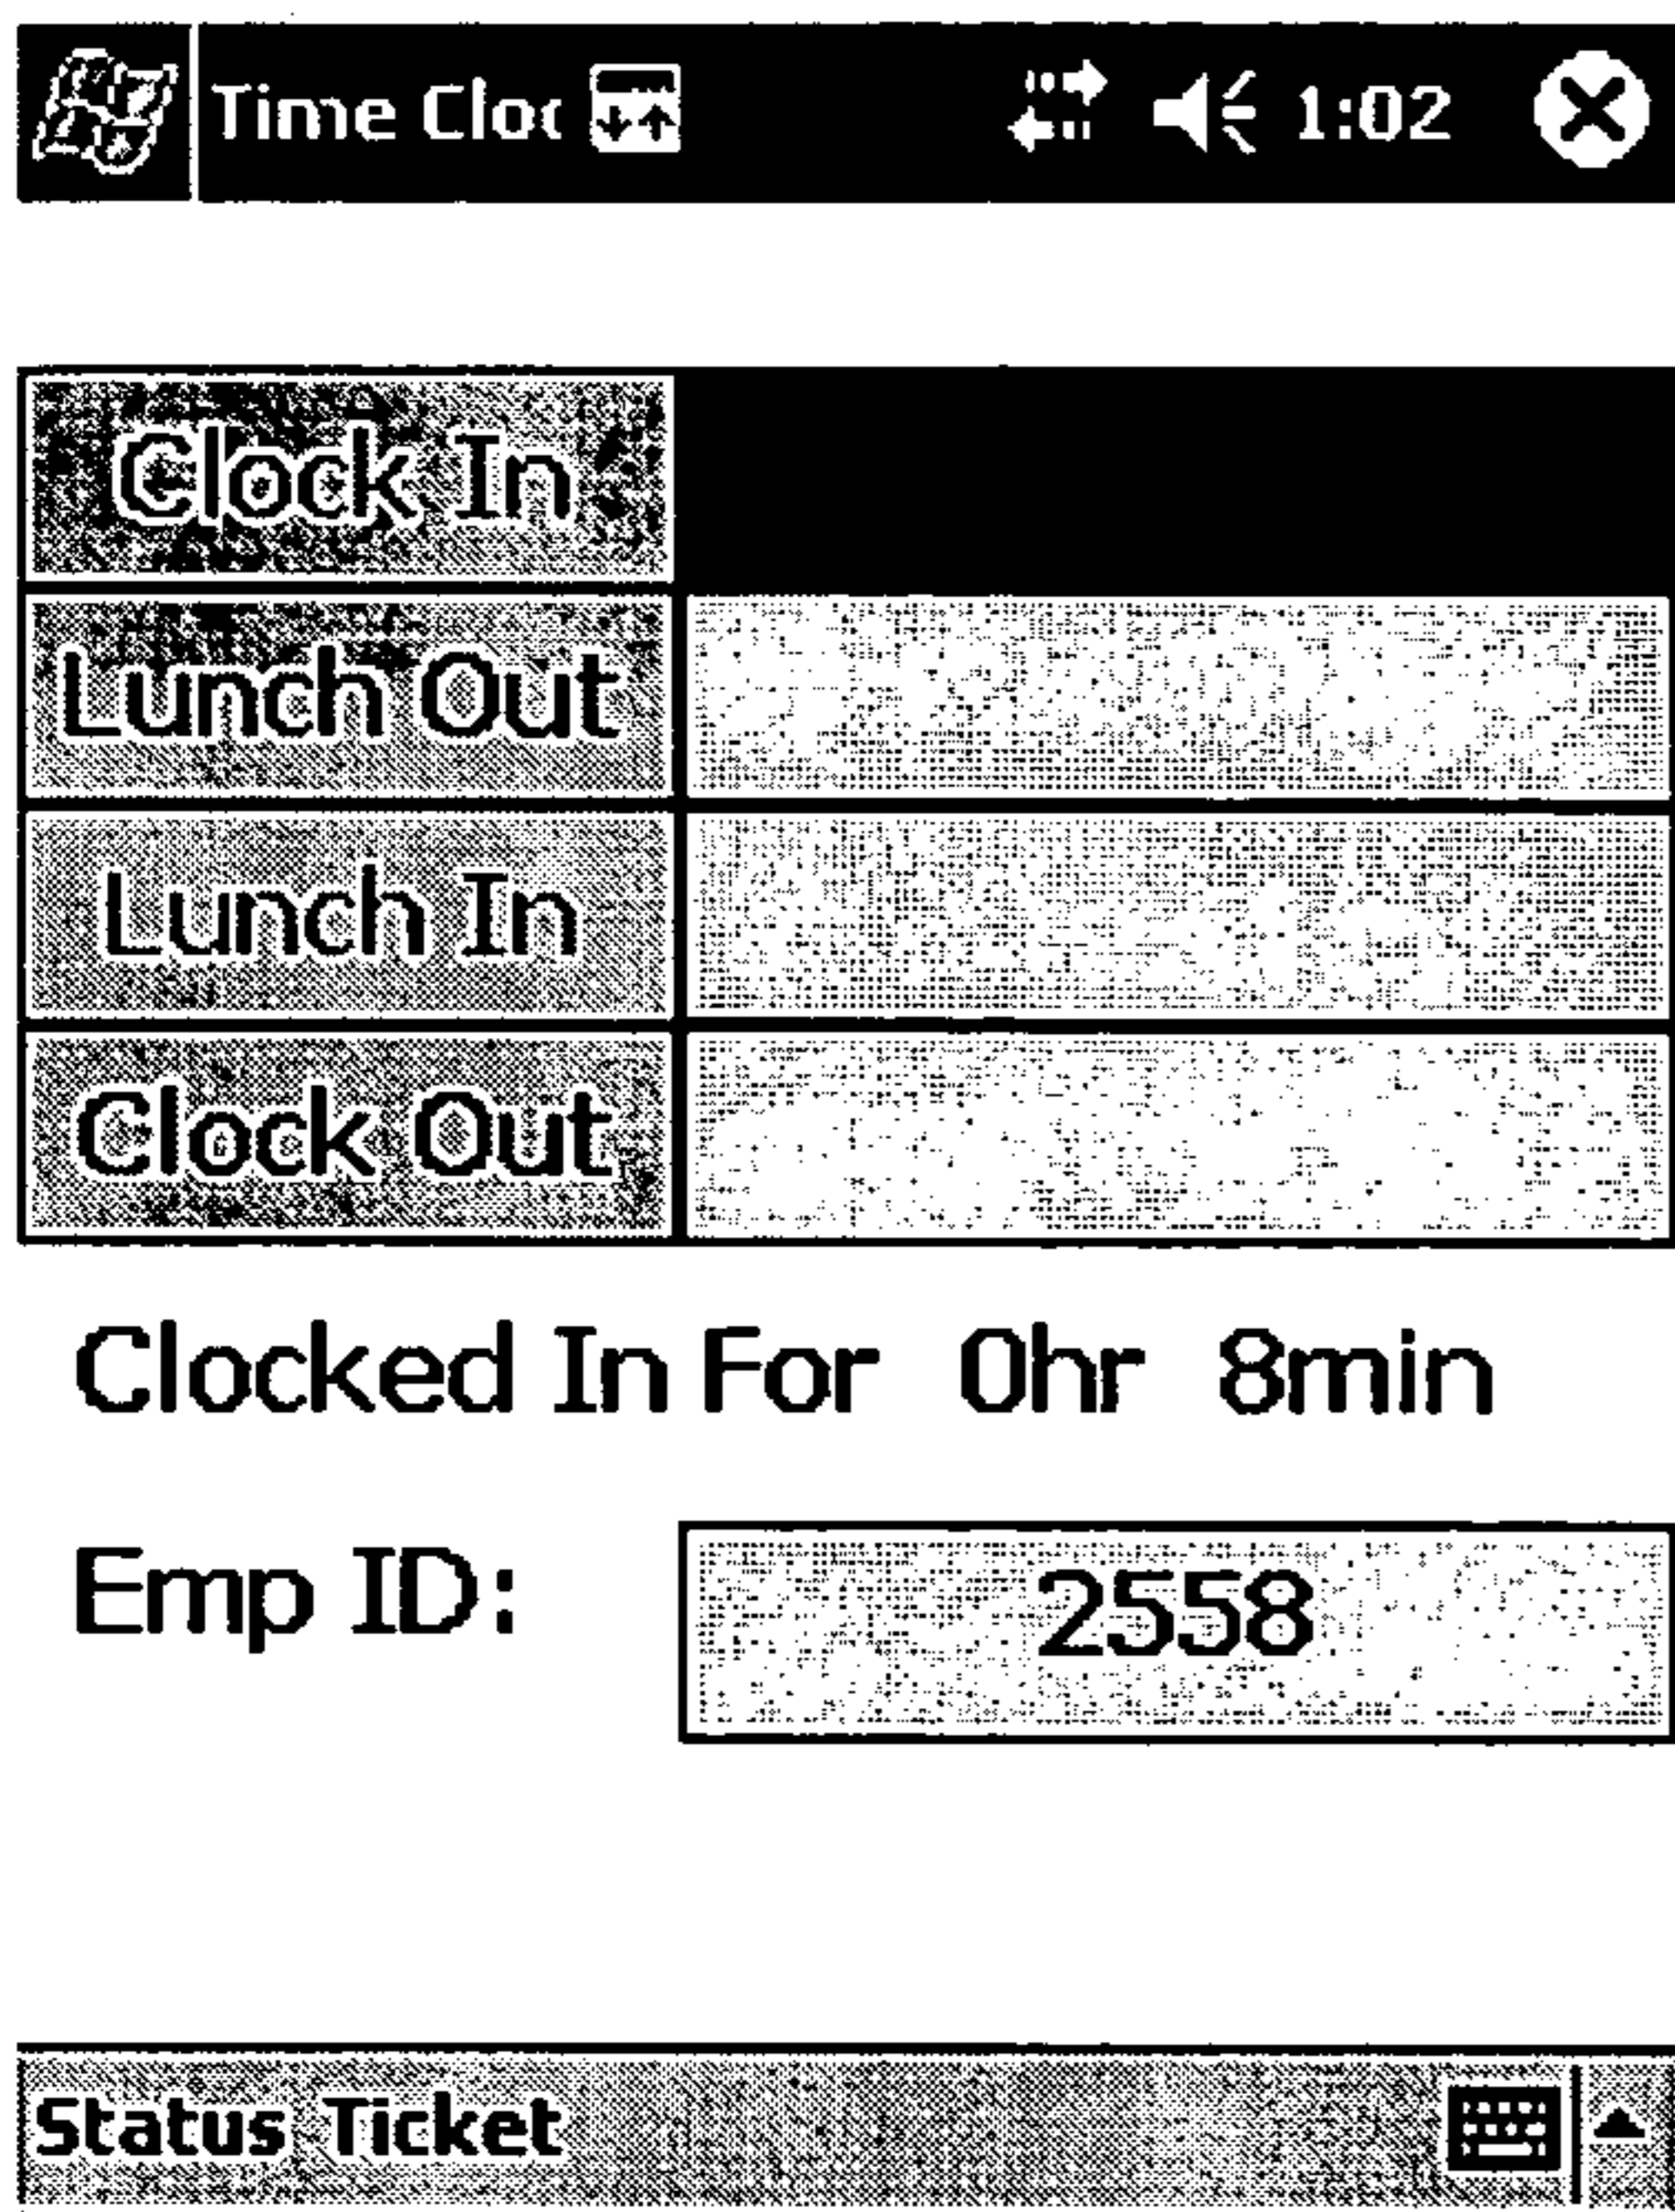 Time Cloc 1:02
Clock In
Lunch Out
Lunch In
Clock Out
Clocked In For 0hr 8min
Emp ID: 2558
Status Ticket